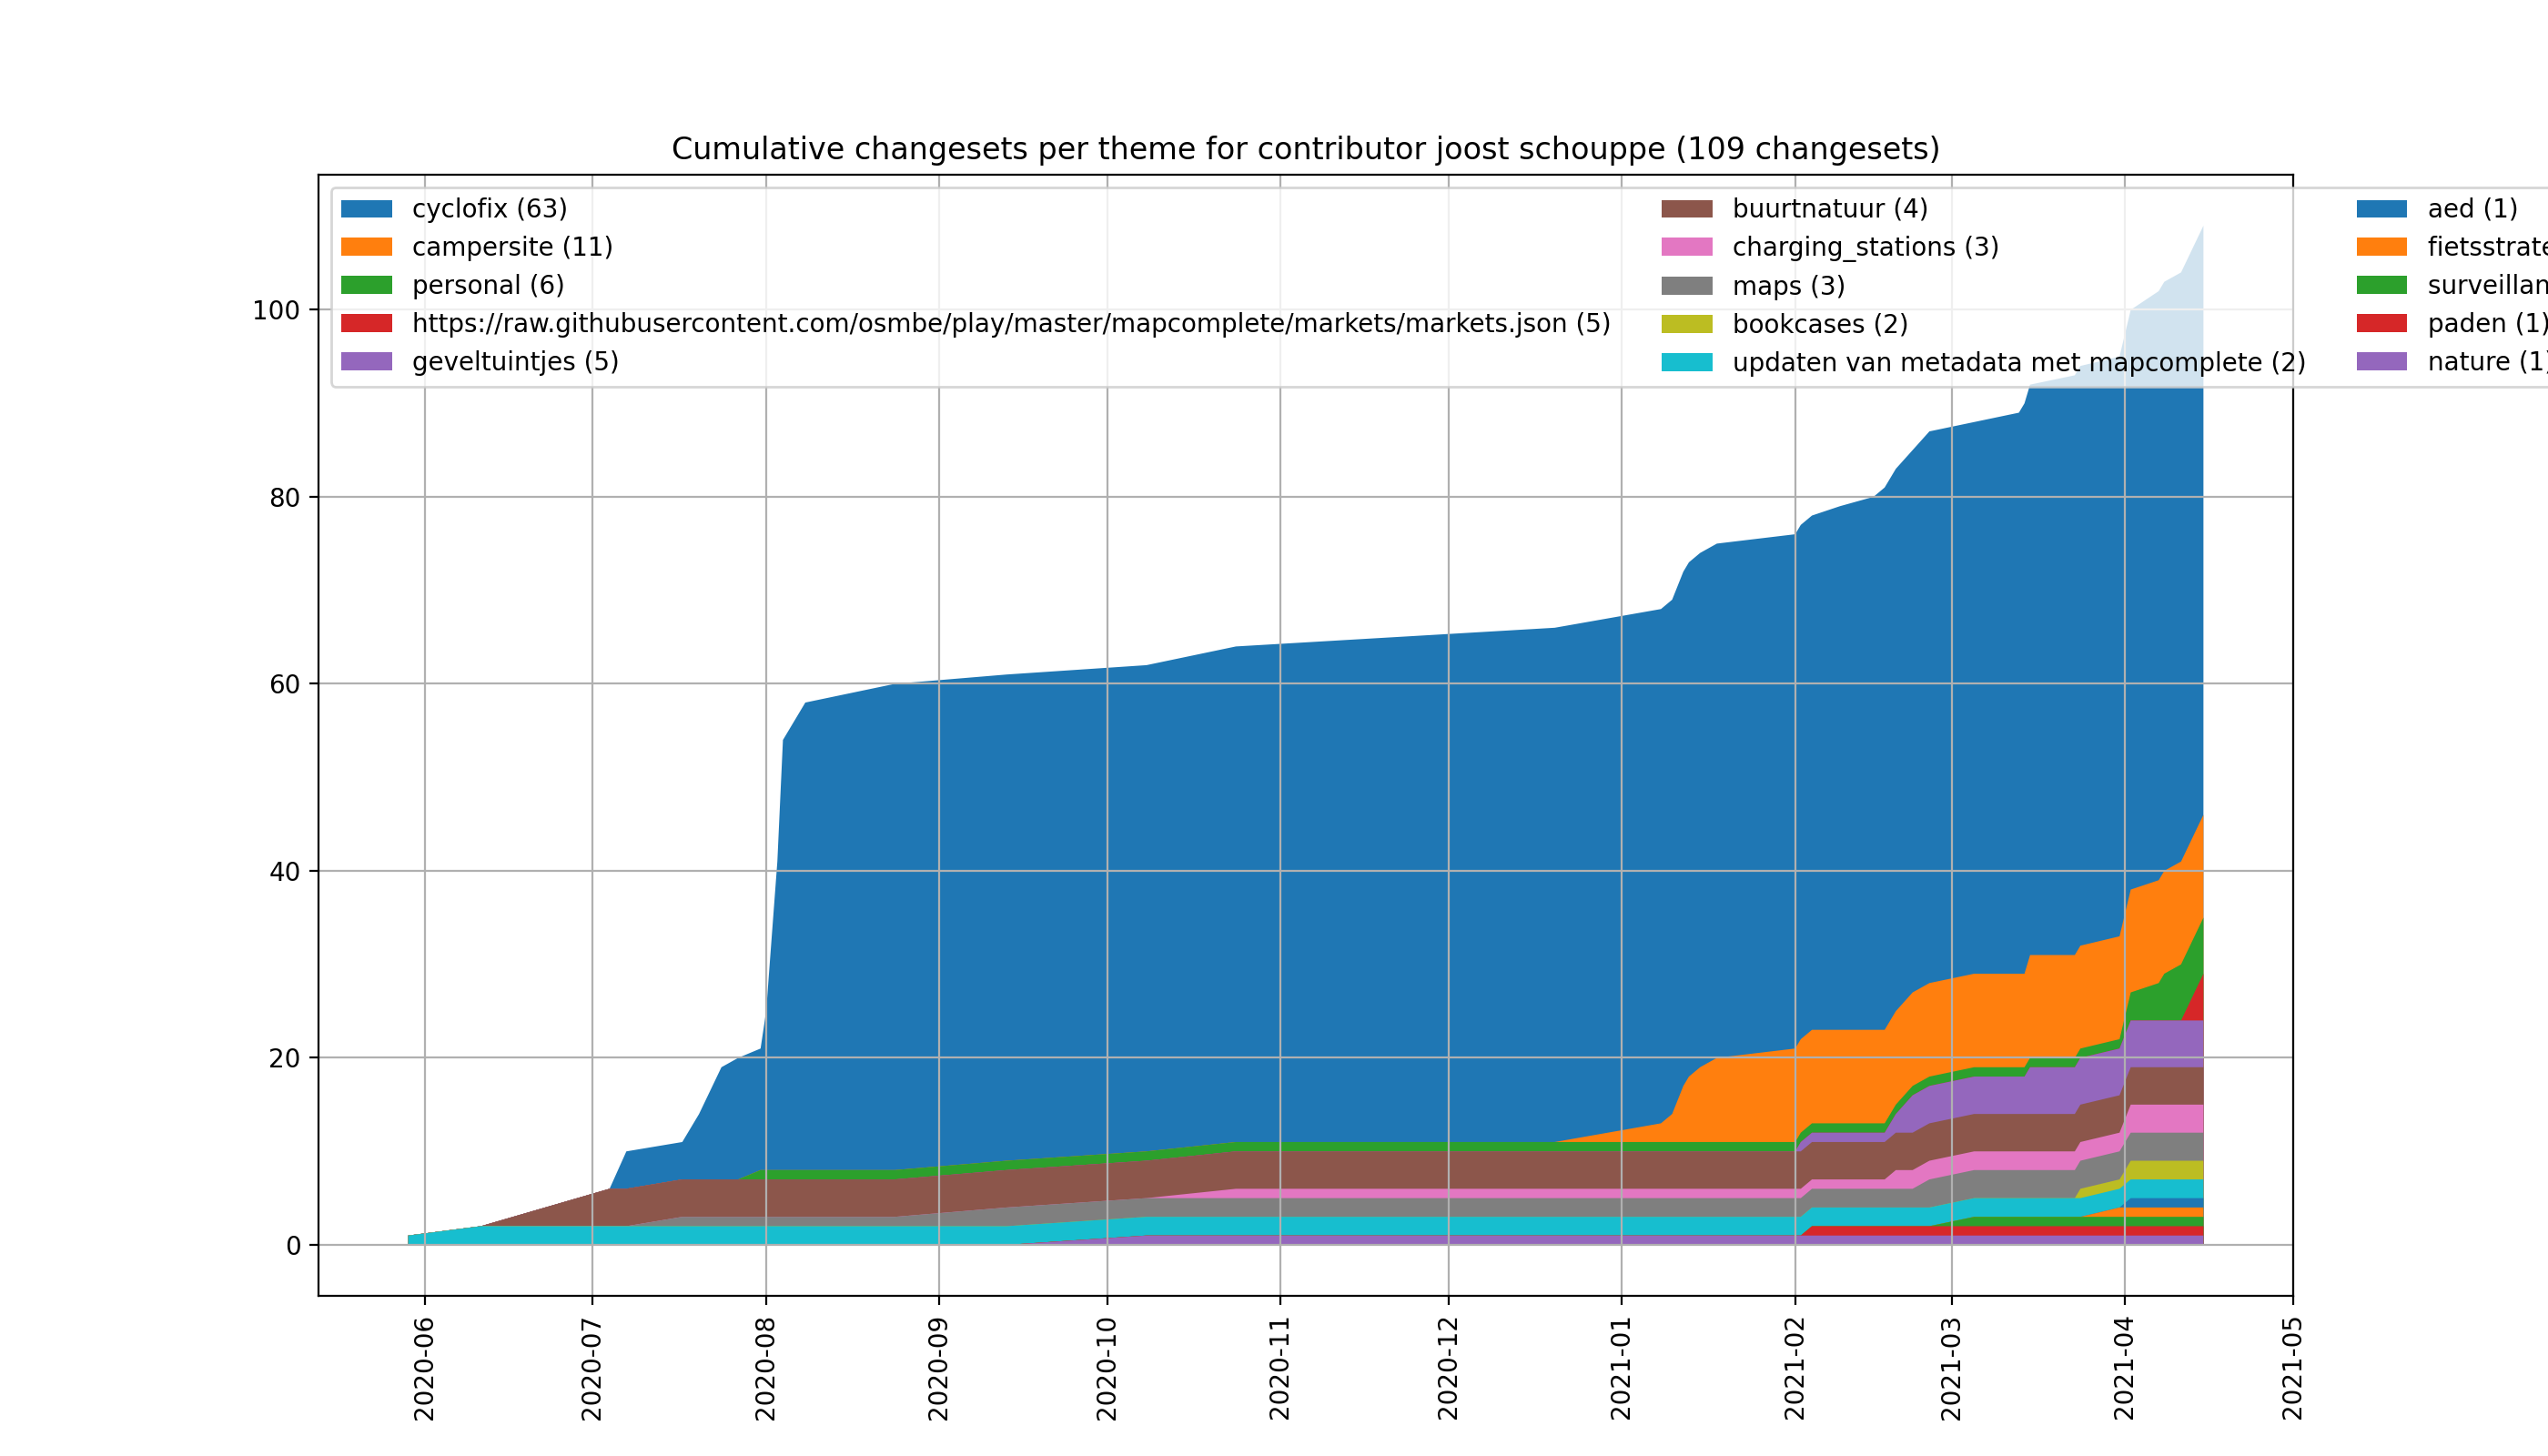 Cumulative changesets per theme for contributor joost schouppe (109 changesets)
cyclofix (63)
campersite (11)
personal (6)
https://raw.githubusercontent.com/osmbe/play/master/mapcomplete/markets/markets.json (5)
geveltuintjes (5)
buurtnatuur (4)
charging_stations (3)
maps (3)
bookcases (2)
updaten van metadata met mapcomplete (2)
aed (1)
paden (1)
nature (1)
100
80
60
40
20
0
2020-06
2020-07
2020-08
2020-09
2020-10
2020-11
2020-12
2021-01
2021-02
2021-03
2021-04
2021-05